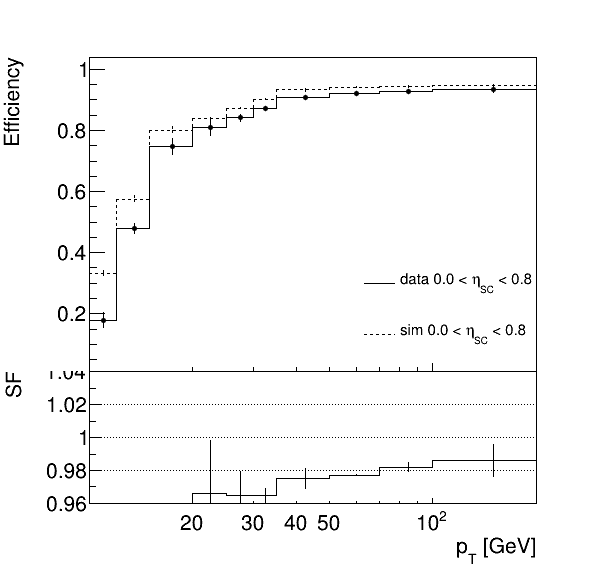 Efficiency
1
0.8
0.6
0.4
0.2
data 0.0 < η_SC < 0.8
sim 0.0 < η_SC < 0.8
SF
1.04
1.02
1
0.98
0.96
20 30 40 50 10²
p_T [GeV]